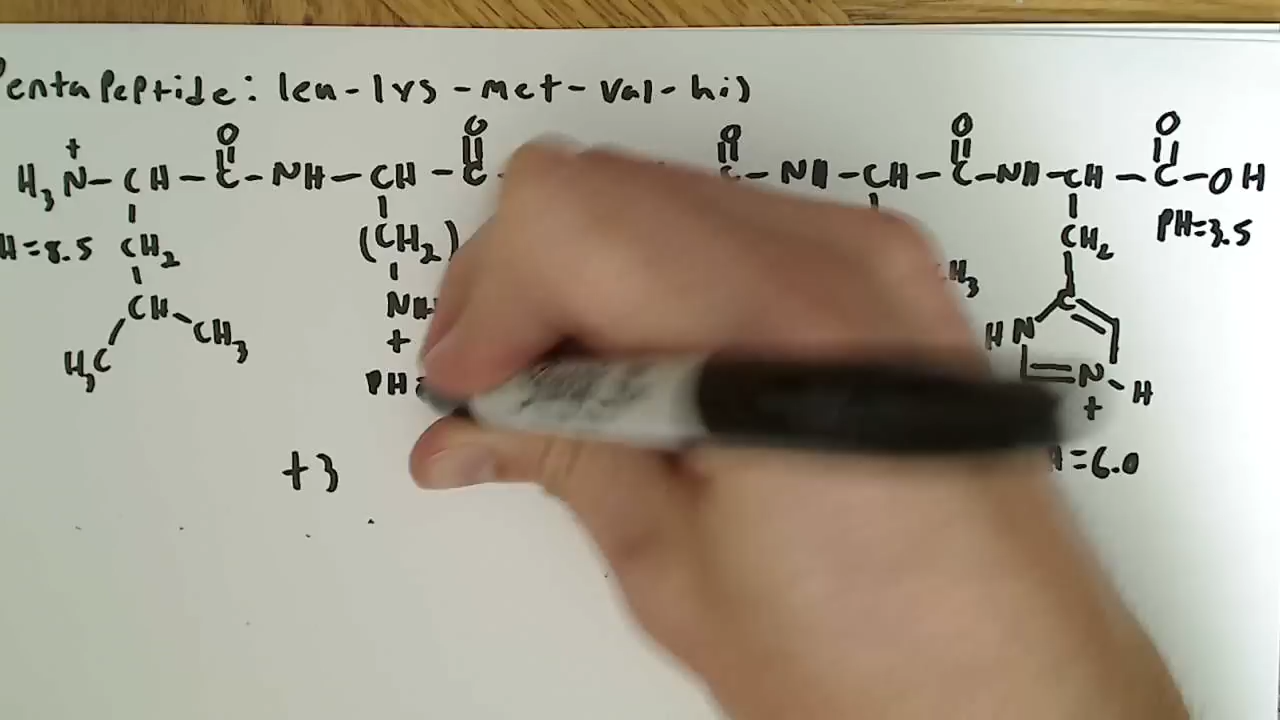 PentaPeptide: leu-lys-met-val-his
O O O O O
+
H3N-CH-C-NH-CH-C C-NH-CH-C-NH-CH-C-OH
H=8.5 CH2 (CH2) CH2 PH=3.5
CH NH H3 C
H3C CH3 + HN N H
PH +
+3 =6.0